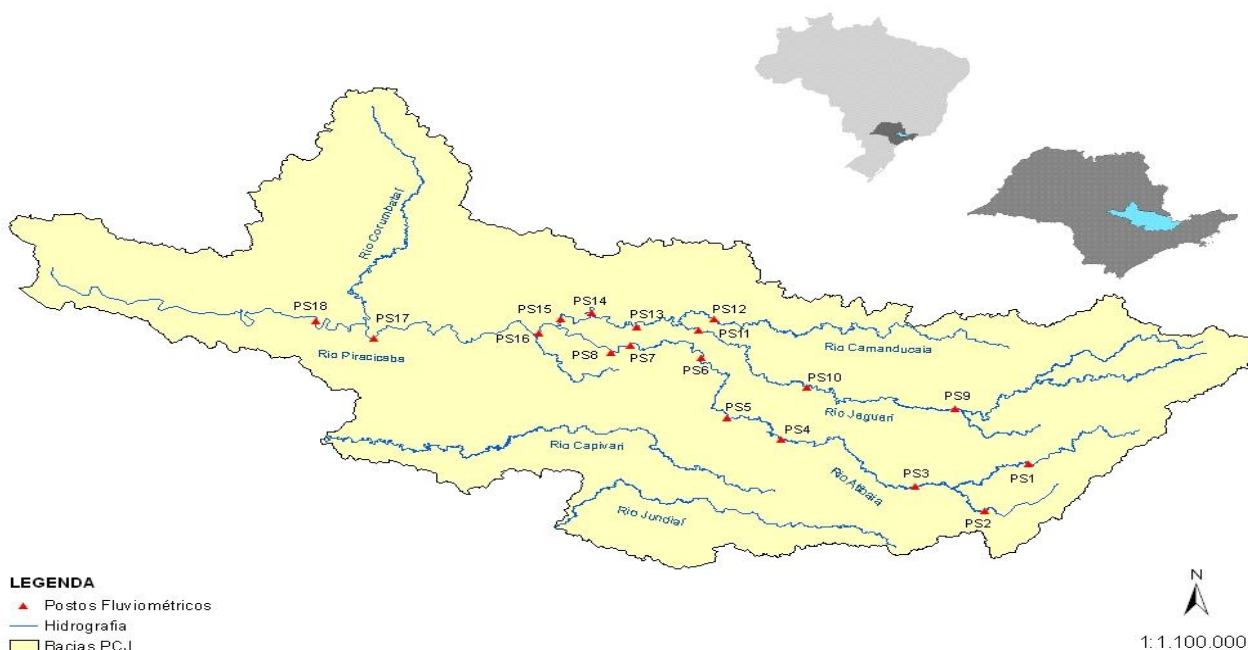 Rio Corumbataí
PS18
PS17
Rio Piracicaba
PS15
PS14
PS16
PS13
PS12
PS11
PS8
PS7
PS6
Rio Camanducaia
PS10
PS9
Rio Jaguari
PS5
PS4
Rio Capivari
Rio Atibaia
PS3
PS1
PS2
Rio Jundiaí
LEGENDA
Postos Fluviométricos
Hidrografia
Bacias PCJ
N
1:1.100.000